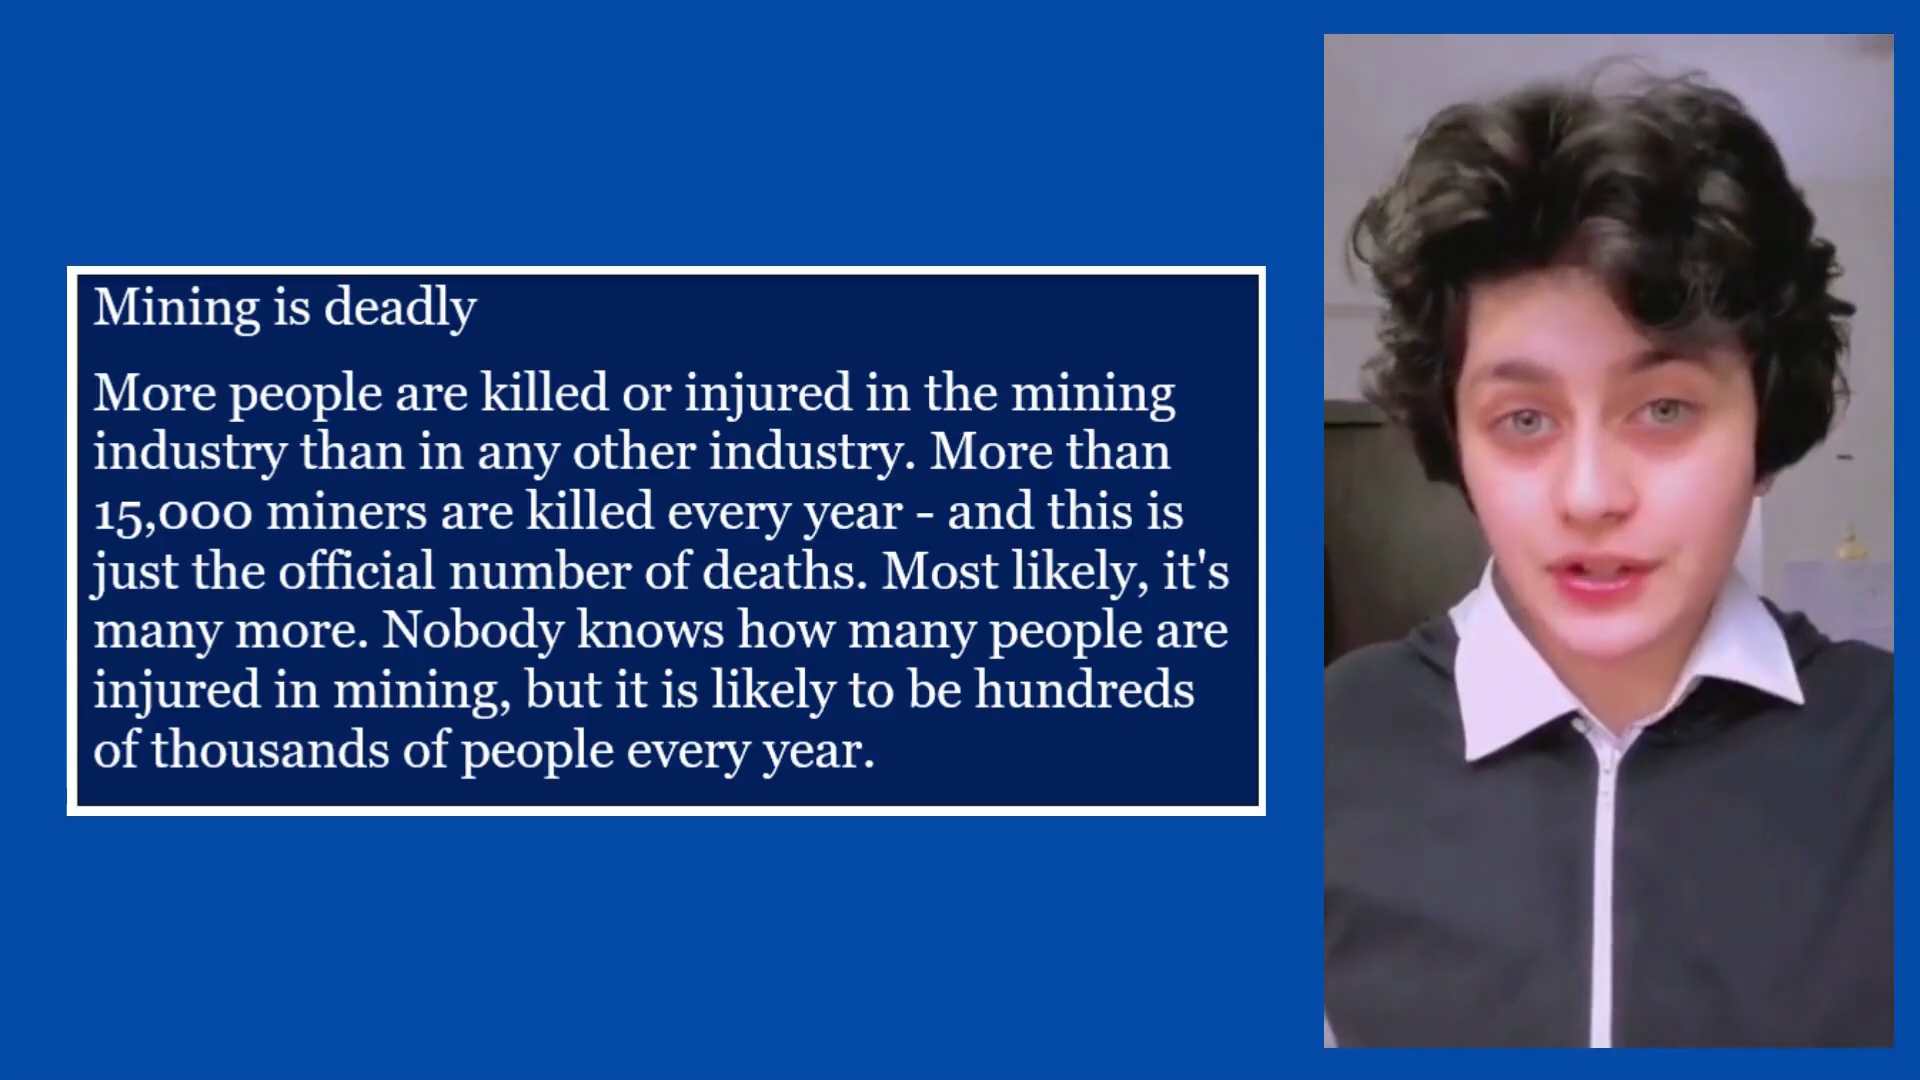 Mining is deadly
More people are killed or injured in the mining
industry than in any other industry. More than
15,000 miners are killed every year - and this is
just the official number of deaths. Most likely, it's
many more. Nobody knows how many people are
injured in mining, but it is likely to be hundreds
of thousands of people every year.